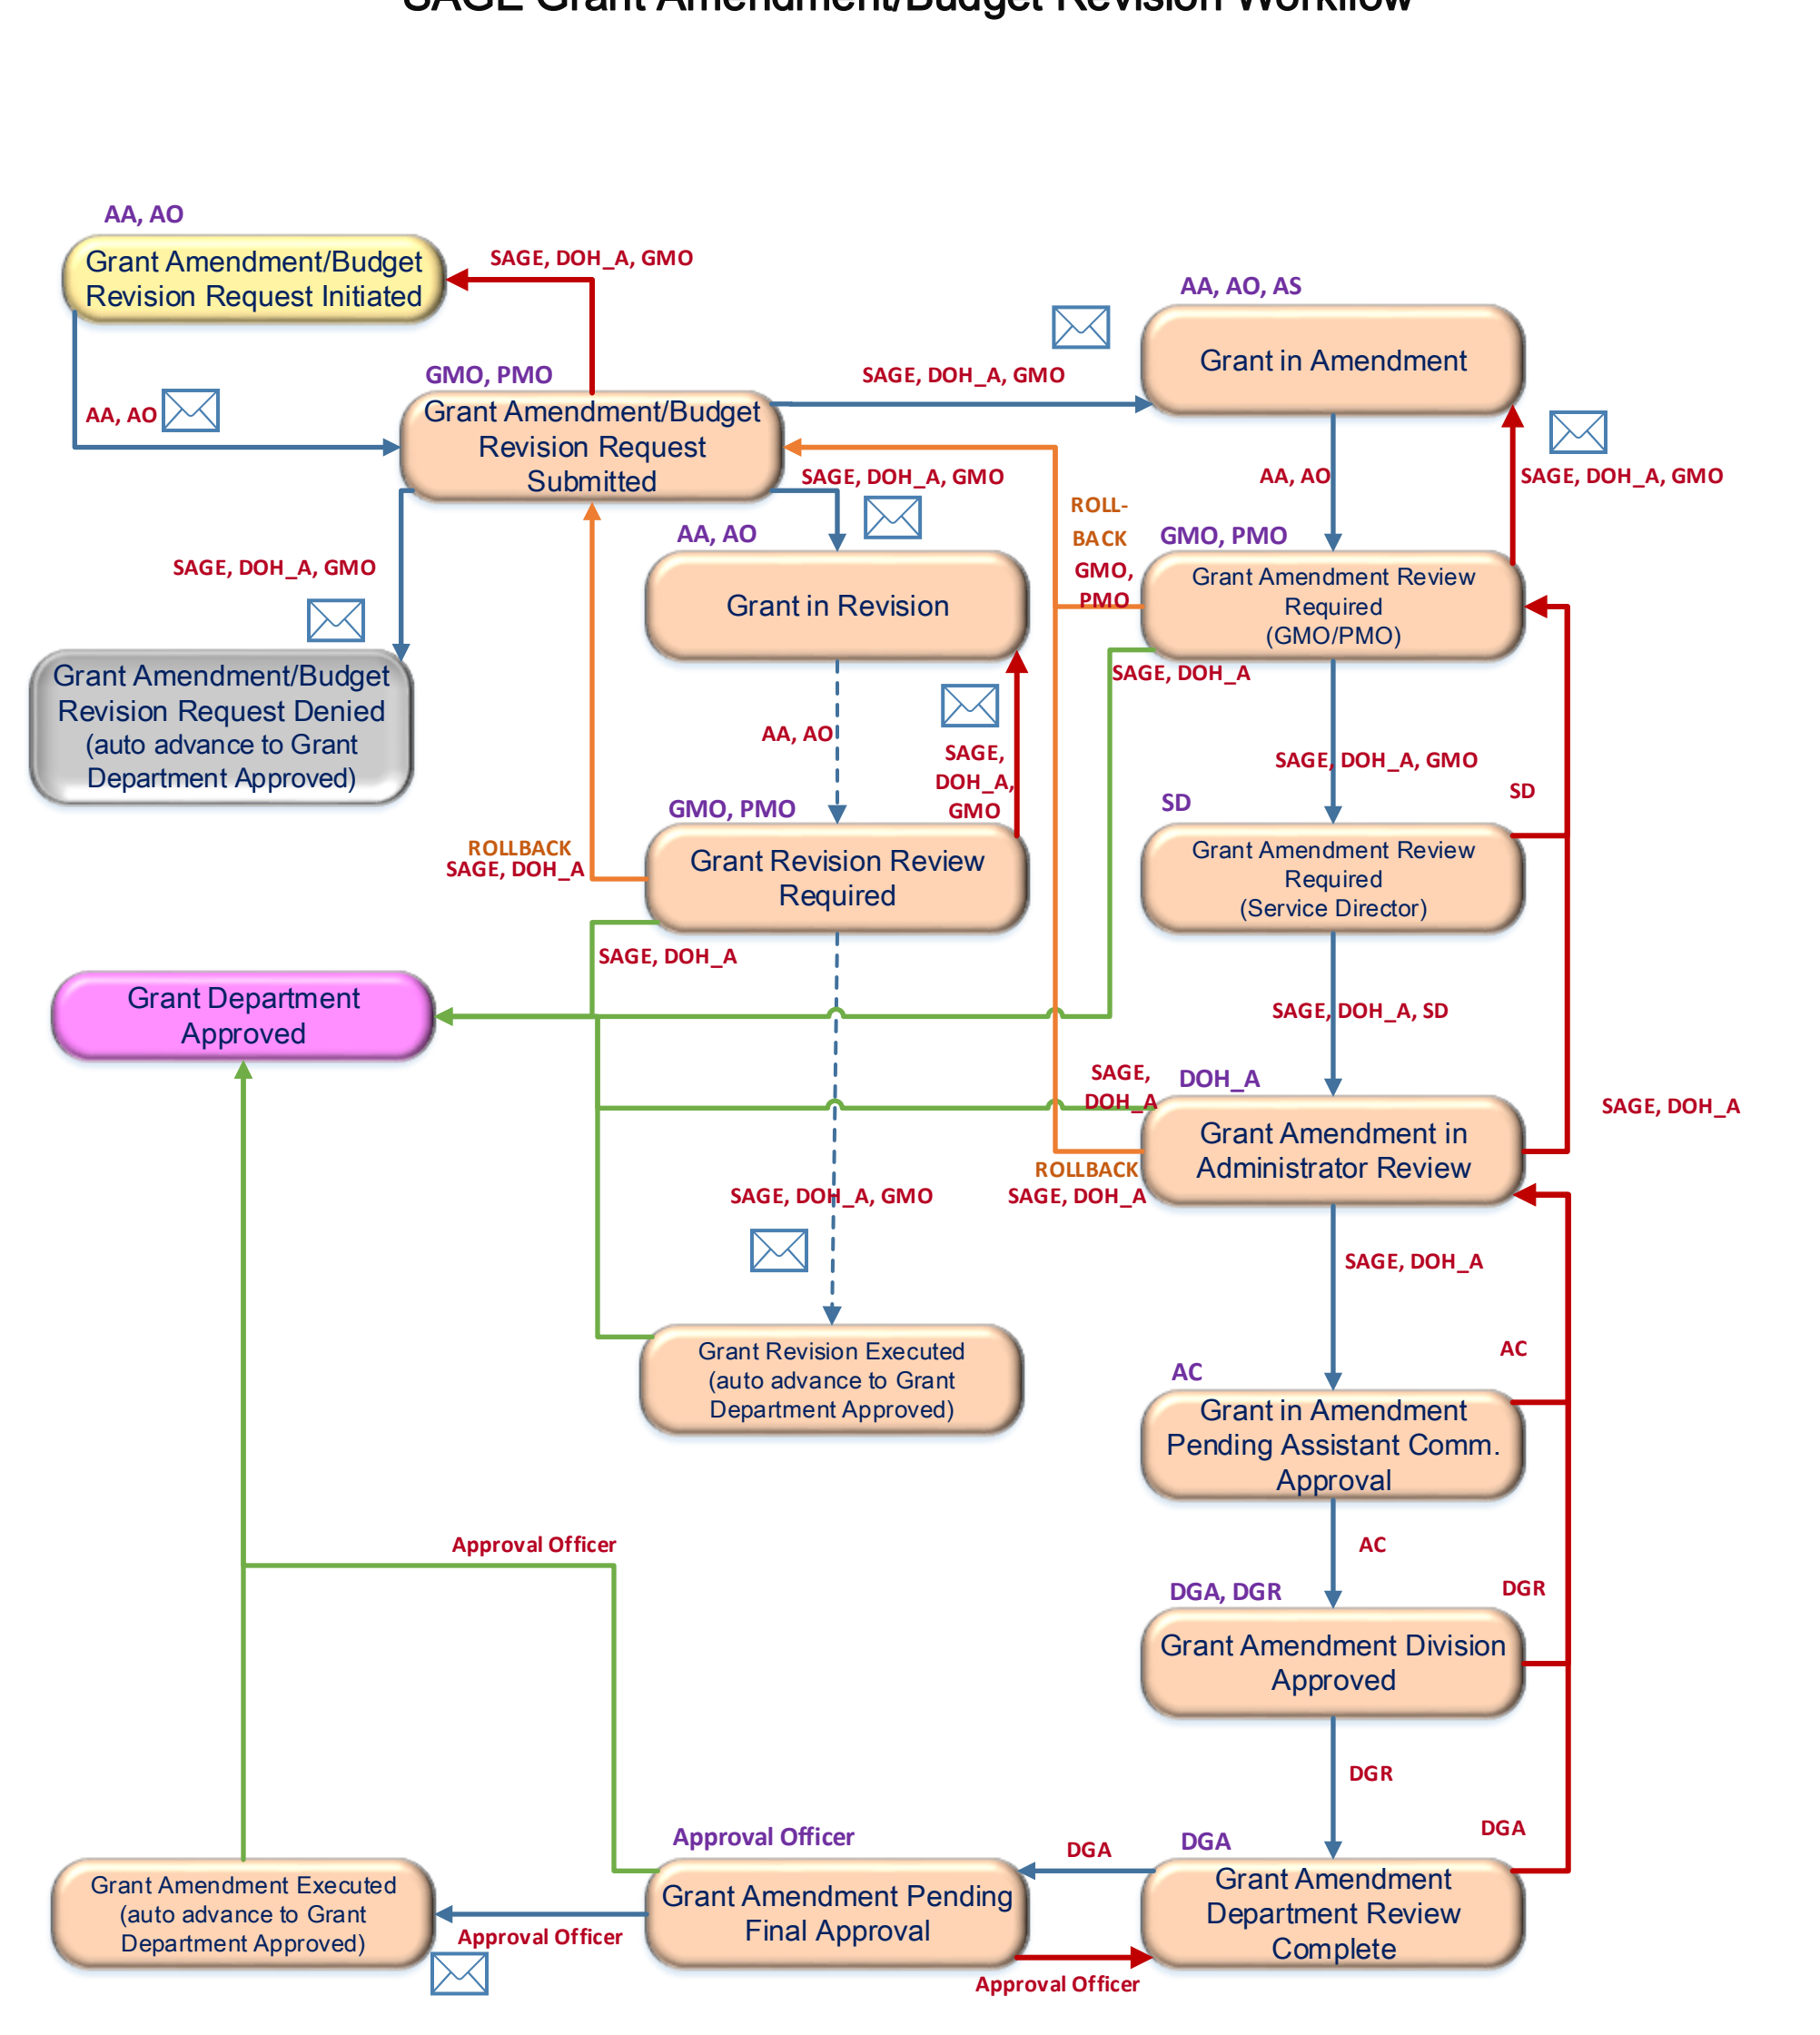 SAGE Grant Amendment/Budget Revision Workflow
AA, AO
Grant Amendment/Budget
Revision Request Initiated
SAGE, DOH_A, GMO
AA, AO
GMO, PMO
Grant Amendment/Budget
Revision Request
Submitted
SAGE, DOH_A, GMO
AA, AO, AS
Grant in Amendment
SAGE, DOH_A, GMO
AA, AO
SAGE, DOH_A, GMO
SAGE, DOH_A, GMO
Grant Amendment/Budget
Revision Request Denied
(auto advance to Grant
Department Approved)
AA, AO
Grant in Revision
ROLL-
BACK
GMO,
PMO
GMO, PMO
Grant Amendment Review
Required
(GMO/PMO)
SAGE, DOH_A
AA, AO
SAGE,
DOH_A,
GMO
SAGE, DOH_A, GMO
SD
SD
GMO, PMO
Grant Revision Review
Required
ROLLBACK
SAGE, DOH_A
Grant Amendment Review
Required
(Service Director)
SAGE, DOH_A
Grant Department
Approved
SAGE, DOH_A, SD
SAGE,
DOH_A
DOH_A
SAGE, DOH_A
Grant Amendment in
Administrator Review
ROLLBACK
SAGE, DOH_A
SAGE, DOH_A, GMO
SAGE, DOH_A
Grant Revision Executed
(auto advance to Grant
Department Approved)
AC
AC
Grant in Amendment
Pending Assistant Comm.
Approval
Approval Officer
AC
DGA, DGR
DGR
Grant Amendment Division
Approved
DGR
Approval Officer
DGA
DGA
DGA
Grant Amendment Executed
(auto advance to Grant
Department Approved)
Approval Officer
Grant Amendment Pending
Final Approval
Approval Officer
Grant Amendment
Department Review
Complete